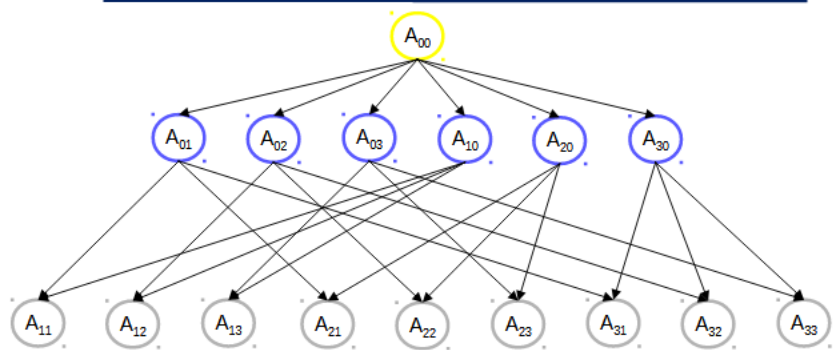 A₀₀
A₀₁ A₀₂ A₀₃ A₁₀ A₂₀ A₃₀
A₁₁ A₁₂ A₁₃ A₂₁ A₂₂ A₂₃ A₃₁ A₃₂ A₃₃